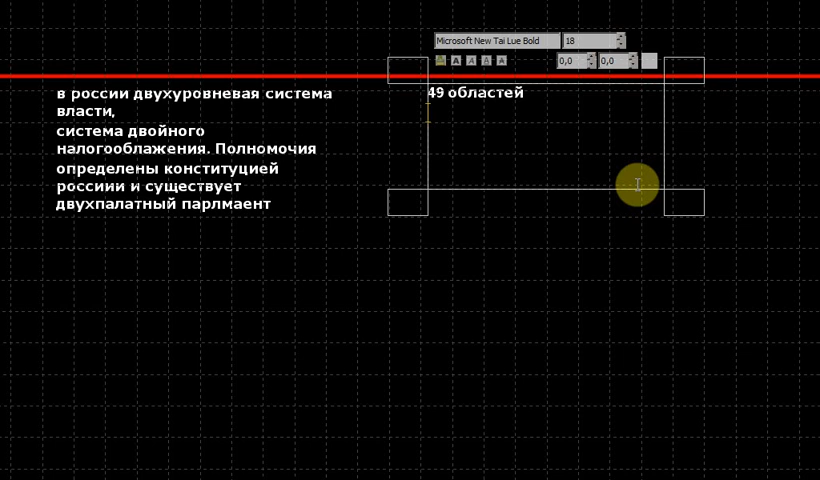 Microsoft New Tai Lue Bold
18
0,0
0,0
в россии двухуровневая система
власти,
система двойного
налогооблажения. Полномочия
определены конституцией
россиии и существует
двухпалатный парлмаент
49 областей